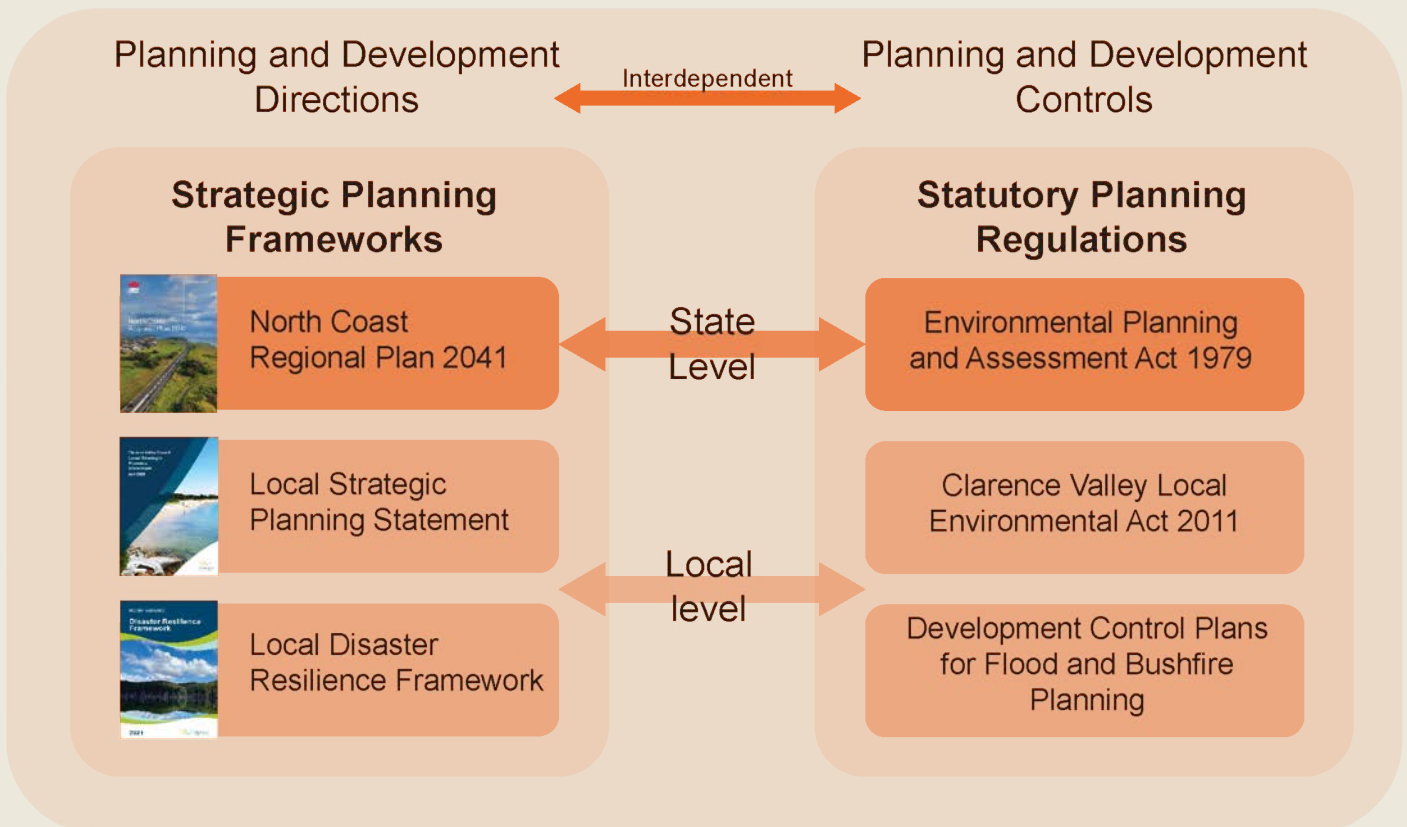 Planning and Development
Directions
Interdependent
Planning and Development
Controls
Strategic Planning
Frameworks
North Coast
Regional Plan 2041
Local Strategic
Planning Statement
Disaster Resilience
Framework
2021
Local Disaster
Resilience Framework
State
Level
Local
level
Statutory Planning
Regulations
Environmental Planning
and Assessment Act 1979
Clarence Valley Local
Environmental Act 2011
Development Control Plans
for Flood and Bushfire
Planning